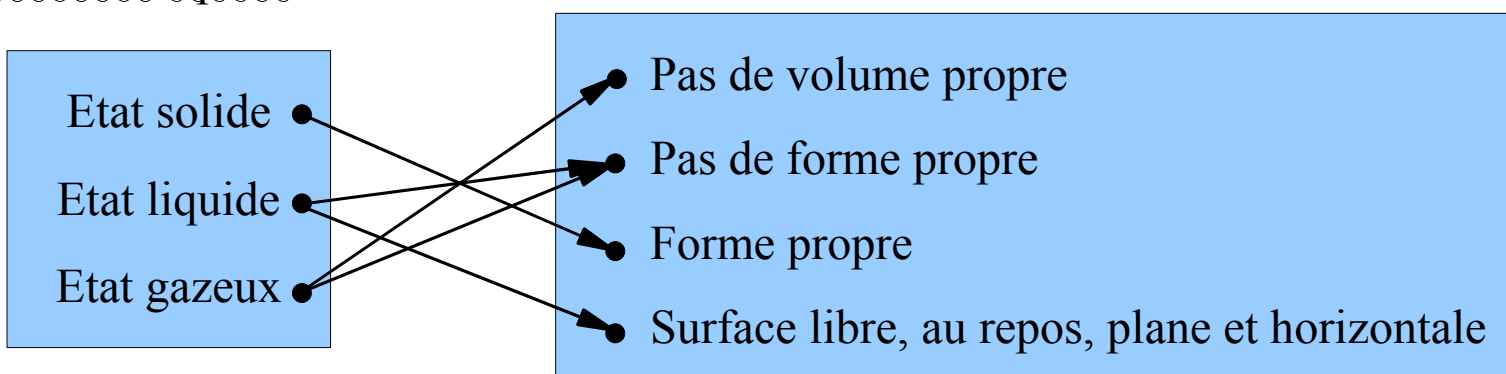 Etat solide
Etat liquide
Etat gazeux
Pas de volume propre
Pas de forme propre
Forme propre
Surface libre, au repos, plane et horizontale